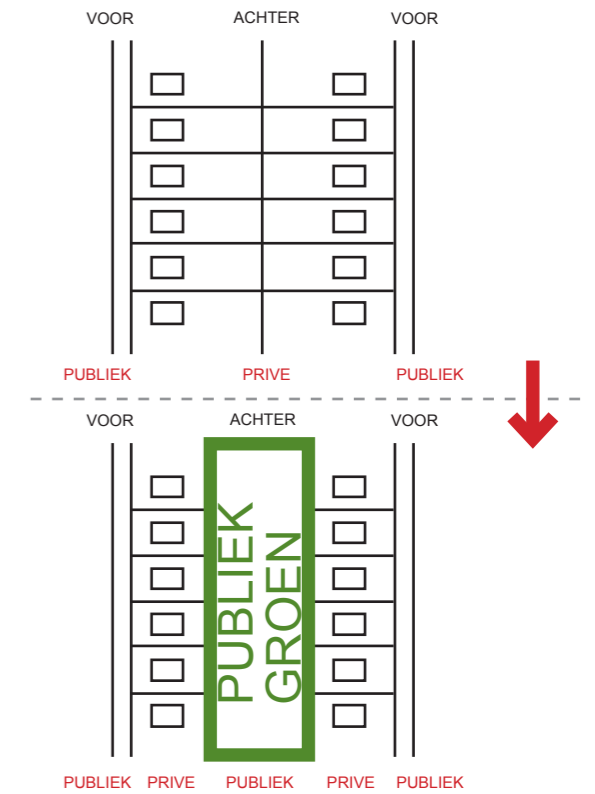 VOOR ACHTER VOOR
PUBLIEK PRIVE PUBLIEK
VOOR ACHTER VOOR
PUBLIEK
GROEN
PUBLIEK PRIVE PUBLIEK PRIVE PUBLIEK